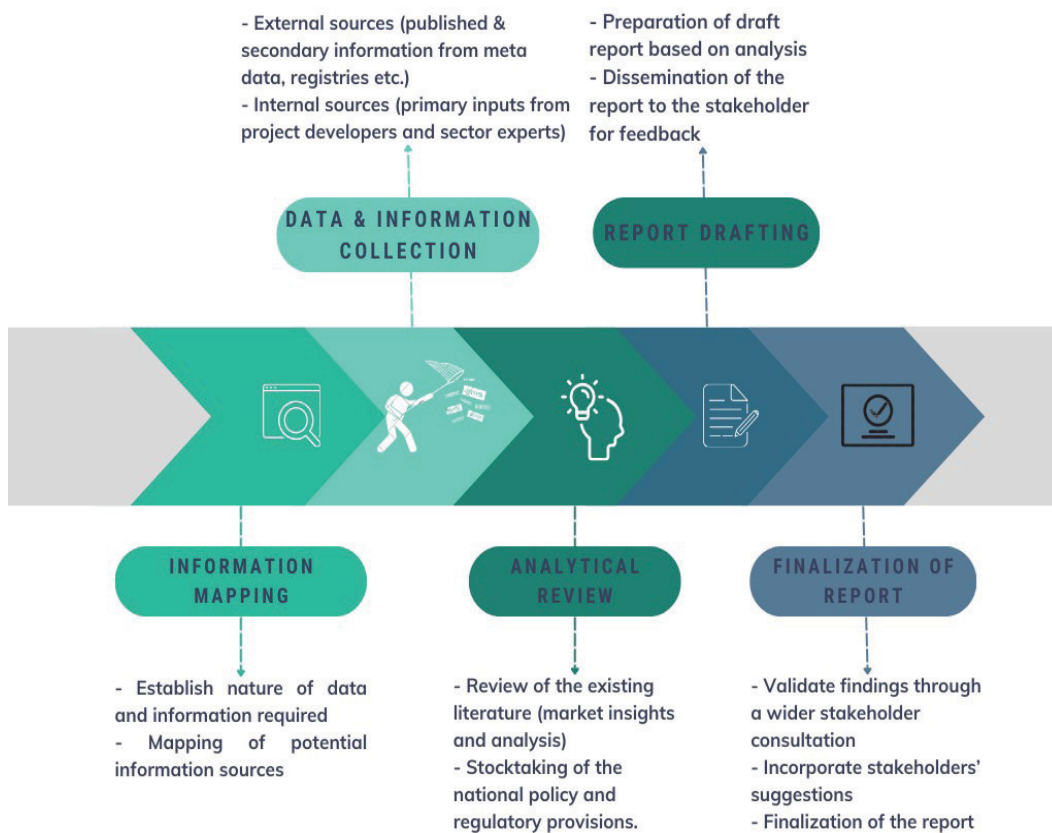 - External sources (published &
secondary information from meta
data, registries etc.)
- Internal sources (primary inputs from
project developers and sector experts)
- Preparation of draft
report based on analysis
- Dissemination of the
report to the stakeholder
for feedback
DATA & INFORMATION
COLLECTION
REPORT DRAFTING
INFORMATION
MAPPING
ANALYTICAL
REVIEW
FINALIZATION OF
REPORT
- Establish nature of data
and information required
- Mapping of potential
information sources
- Review of the existing
literature (market insights
and analysis)
- Stocktaking of the
national policy and
regulatory provisions.
- Validate findings through
a wider stakeholder
consultation
- Incorporate stakeholders’
suggestions
- Finalization of the report